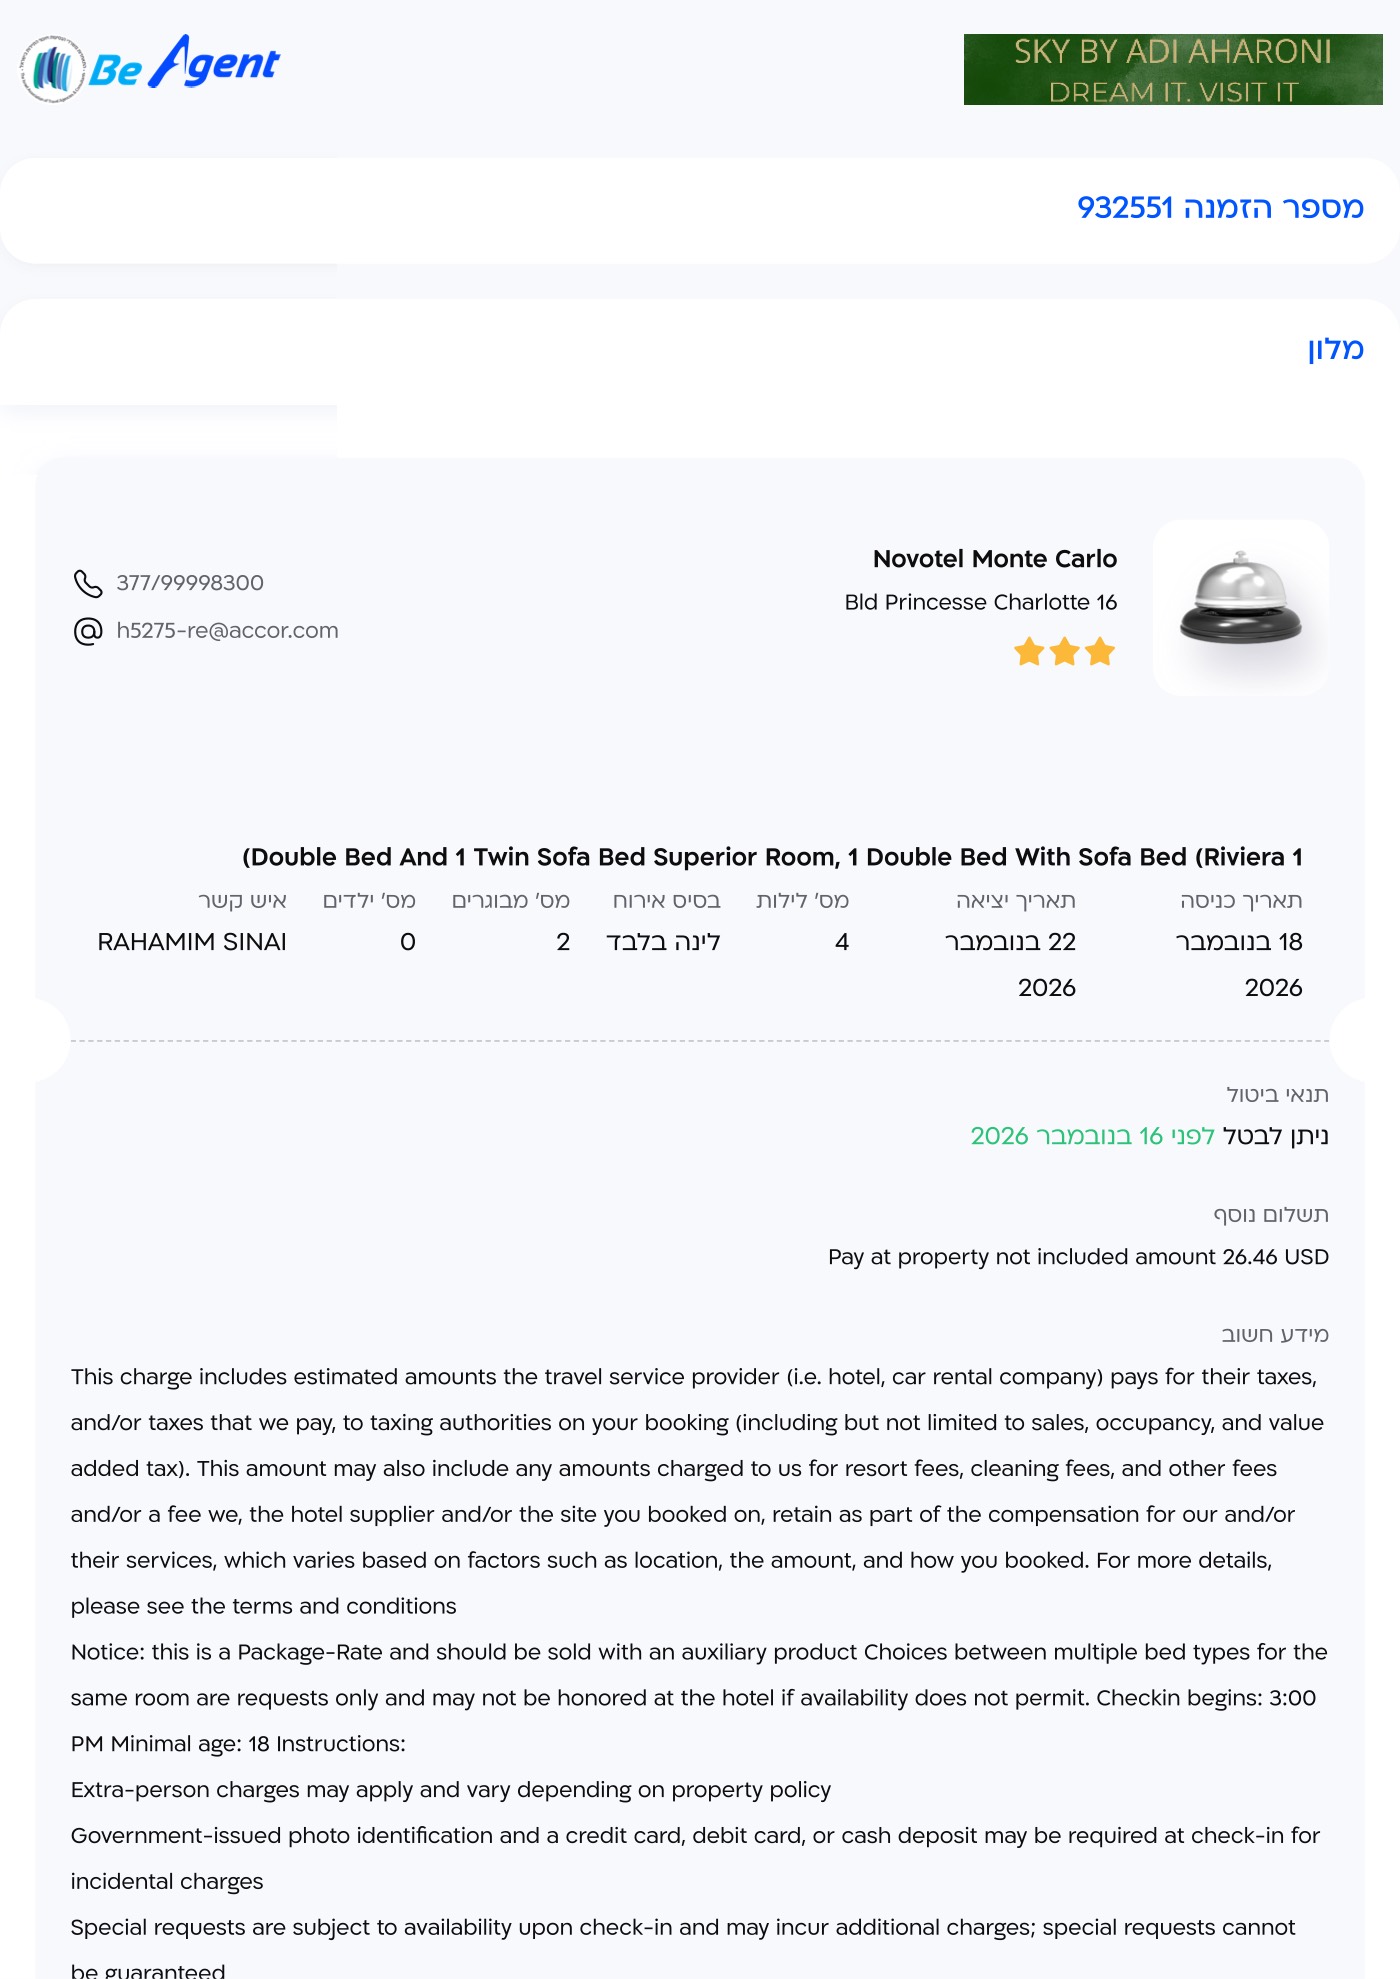 Be Agent
SKY BY ADI AHARONI
DREAM IT. VISIT IT
מספר הזמנה 932551
מלון
Novotel Monte Carlo
Bld Princesse Charlotte 16
377/99998300
h5275-re@accor.com
(Double Bed And 1 Twin Sofa Bed Superior Room, 1 Double Bed With Sofa Bed (Riviera 1
תאריך כניסה תאריך יציאה מס' לילות בסיס אירוח מס' מבוגרים מס' ילדים איש קשר
18 בנובמבר 22 בנובמבר 4 לינה בלבד 2 0 RAHAMIM SINAI
2026 2026
תנאי ביטול
ניתן לבטל לפני 16 בנובמבר 2026
תשלום נוסף
Pay at property not included amount 26.46 USD
מידע חשוב
This charge includes estimated amounts the travel service provider (i.e. hotel, car rental company) pays for their taxes,
and/or taxes that we pay, to taxing authorities on your booking (including but not limited to sales, occupancy, and value
added tax). This amount may also include any amounts charged to us for resort fees, cleaning fees, and other fees
and/or a fee we, the hotel supplier and/or the site you booked on, retain as part of the compensation for our and/or
their services, which varies based on factors such as location, the amount, and how you booked. For more details,
please see the terms and conditions
Notice: this is a Package-Rate and should be sold with an auxiliary product Choices between multiple bed types for the
same room are requests only and may not be honored at the hotel if availability does not permit. Checkin begins: 3:00
PM Minimal age: 18 Instructions:
Extra-person charges may apply and vary depending on property policy
Government-issued photo identification and a credit card, debit card, or cash deposit may be required at check-in for
incidental charges
Special requests are subject to availability upon check-in and may incur additional charges; special requests cannot
be guaranteed